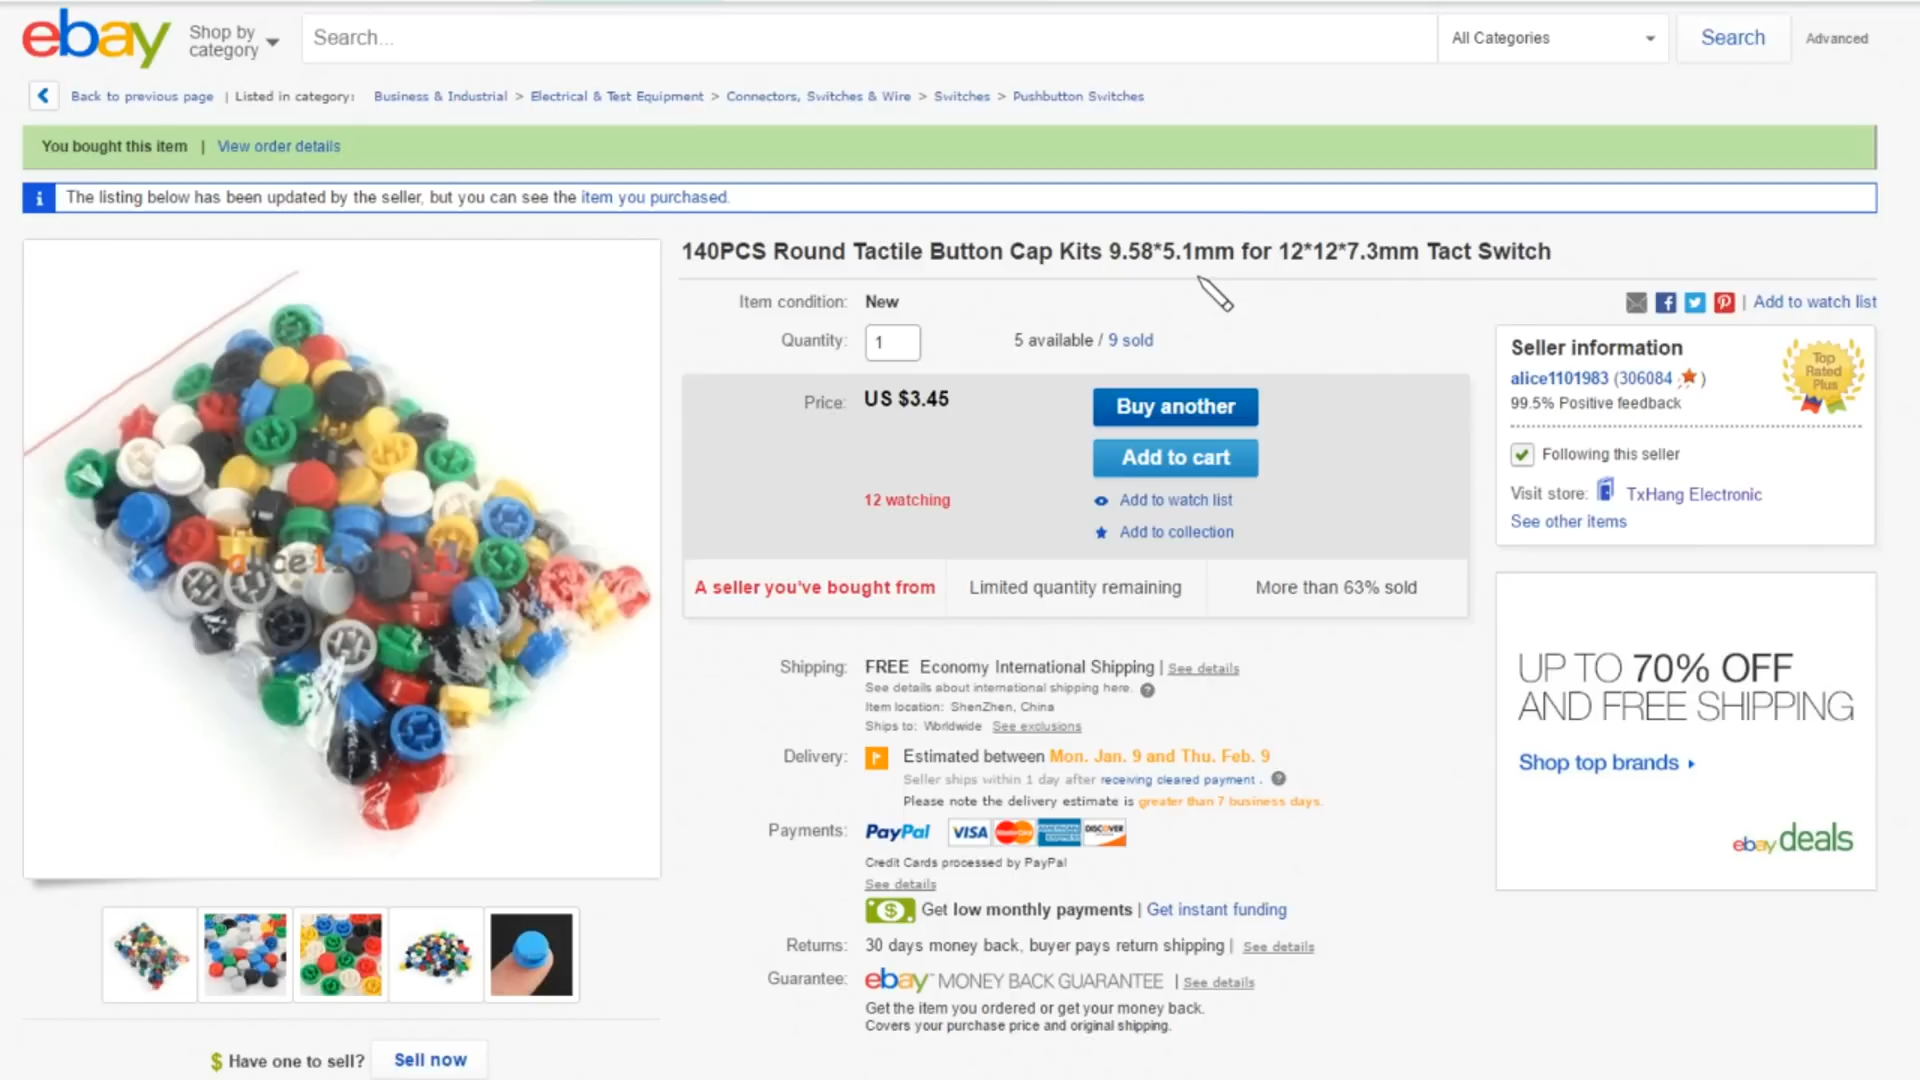 ebay
Shop by category
Search...
All Categories
Search
Advanced
Back to previous page | Listed in category: Business & Industrial > Electrical & Test Equipment > Connectors, Switches & Wire > Switches > Pushbutton Switches
You bought this item | View order details
i The listing below has been updated by the seller, but you can see the item you purchased.
140PCS Round Tactile Button Cap Kits 9.58*5.1mm for 12*12*7.3mm Tact Switch
Item condition: New
Quantity: 1
5 available / 9 sold
Price: US $3.45
Buy another
Add to cart
12 watching
Add to watch list
Add to collection
A seller you've bought from
Limited quantity remaining
More than 63% sold
Shipping: FREE Economy International Shipping | See details
See details about international shipping here. ?
Item location: ShenZhen, China
Ships to: Worldwide See exclusions
Delivery: Estimated between Mon. Jan. 9 and Thu. Feb. 9
Seller ships within 1 day after receiving cleared payment. ?
Please note the delivery estimate is greater than 7 business days.
Payments: PayPal VISA MasterCard AMERICAN EXPRESS DISCOVER
Credit Cards processed by PayPal
See details
$ Get low monthly payments | Get instant funding
Returns: 30 days money back, buyer pays return shipping | See details
Guarantee: ebay MONEY BACK GUARANTEE | See details
Get the item you ordered or get your money back.
Covers your purchase price and original shipping.
| Add to watch list
Seller information
alice1101983 (306084 )
99.5% Positive feedback
Top Rated Plus
Following this seller
Visit store: TxHang Electronic
See other items
UP TO 70% OFF
AND FREE SHIPPING
Shop top brands
ebay deals
$ Have one to sell? Sell now